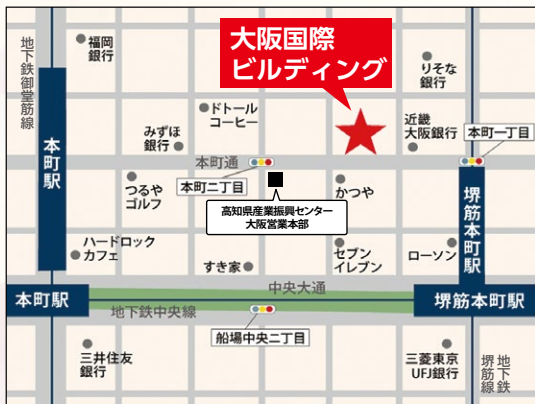 大阪国際
ビルディング
地下鉄御堂筋線
福岡
銀行
りそな
銀行
ドトール
コーヒー
みずほ
銀行
近畿
大阪銀行
本町一丁目
本町駅
本町通
つるや
ゴルフ
本町二丁目
かつや
高知県産業振興センター
大阪営業本部
堺筋本町駅
ハードロック
カフェ
すき家
セブン
イレブン
ローソン
中央大通
本町駅
堺筋本町駅
地下鉄中央線
船場中央二丁目
三井住友
銀行
三菱東京
UFJ銀行
地下鉄
堺筋線